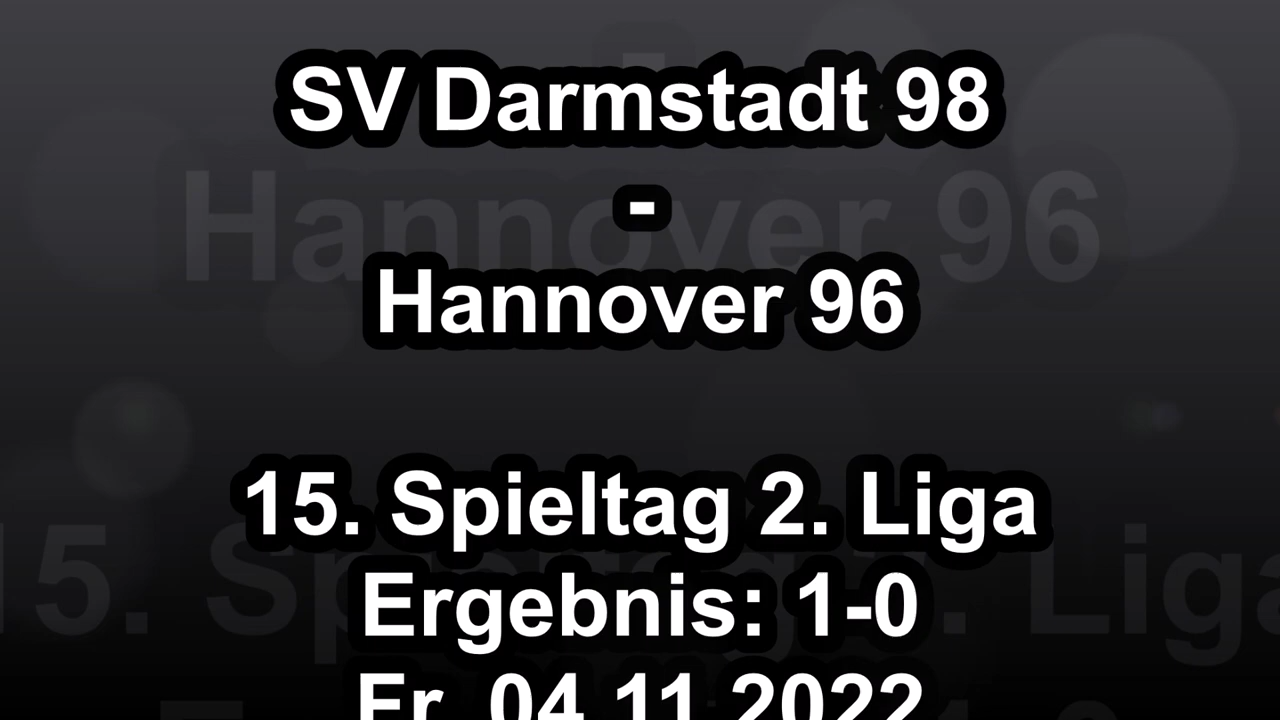 SV Darmstadt 98
-
Hannover 96
15. Spieltag 2. Liga
Ergebnis: 1-0
Fr. 04.11.2022